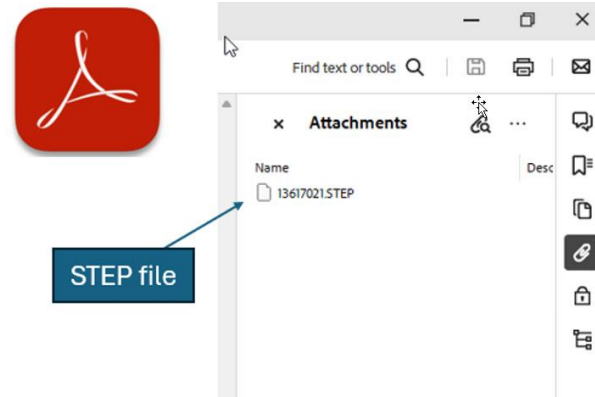 Find text or tools
Attachments
Name
Desc
13617021.STEP
STEP file